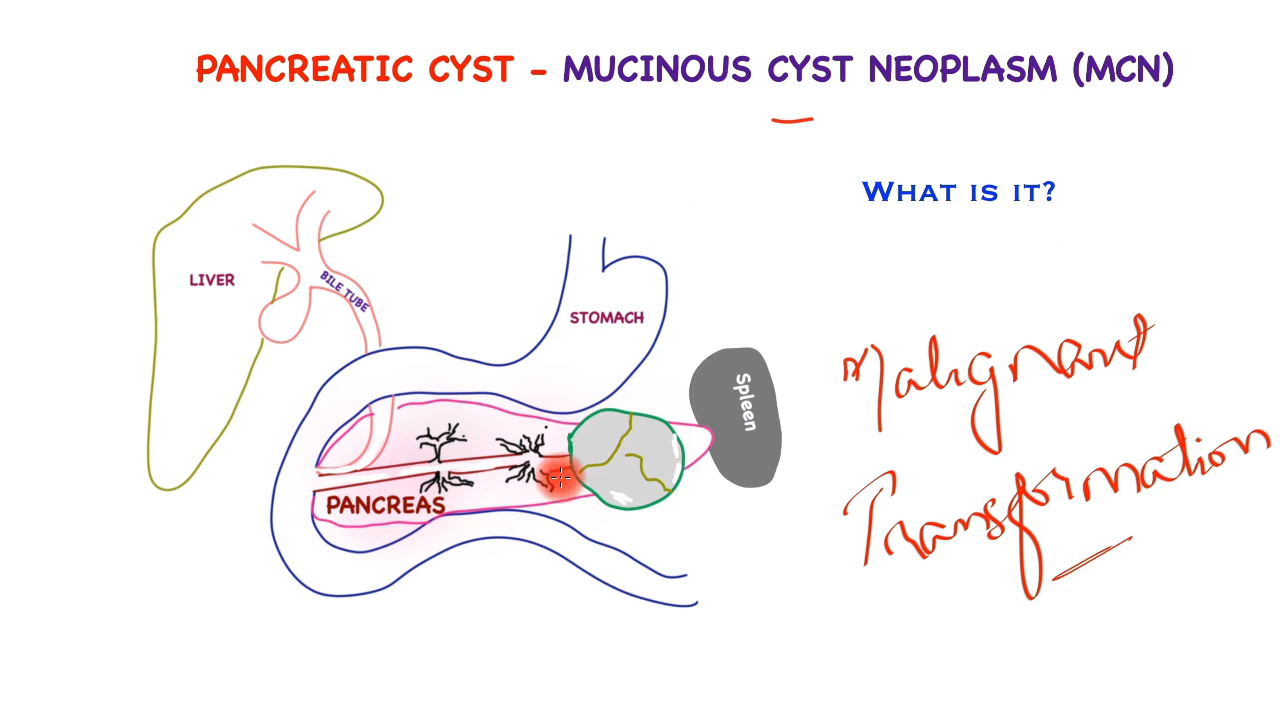 PANCREATIC CYST - MUCINOUS CYST NEOPLASM (MCN)
WHAT IS IT?
LIVER
BILE TUBE
STOMACH
Spleen
PANCREAS
Malignant
Transformation